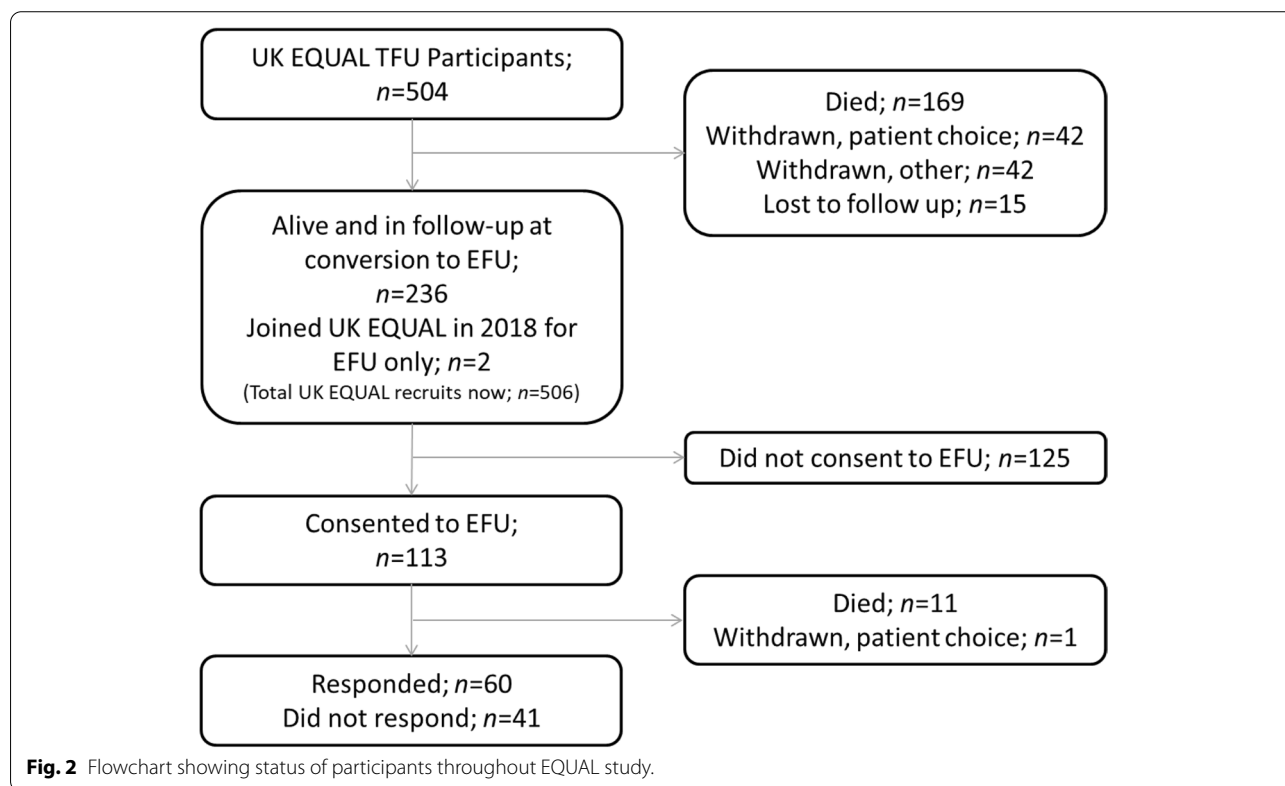 UK EQUAL TFU Participants;
n=504
Died; n=169
Withdrawn, patient choice; n=42
Withdrawn, other; n=42
Lost to follow up; n=15
Alive and in follow-up at
conversion to EFU;
n=236
Joined UK EQUAL in 2018 for
EFU only; n=2
(Total UK EQUAL recruits now; n=506)
Did not consent to EFU; n=125
Consented to EFU;
n=113
Died; n=11
Withdrawn, patient choice; n=1
Responded; n=60
Did not respond; n=41
Fig. 2 Flowchart showing status of participants throughout EQUAL study.